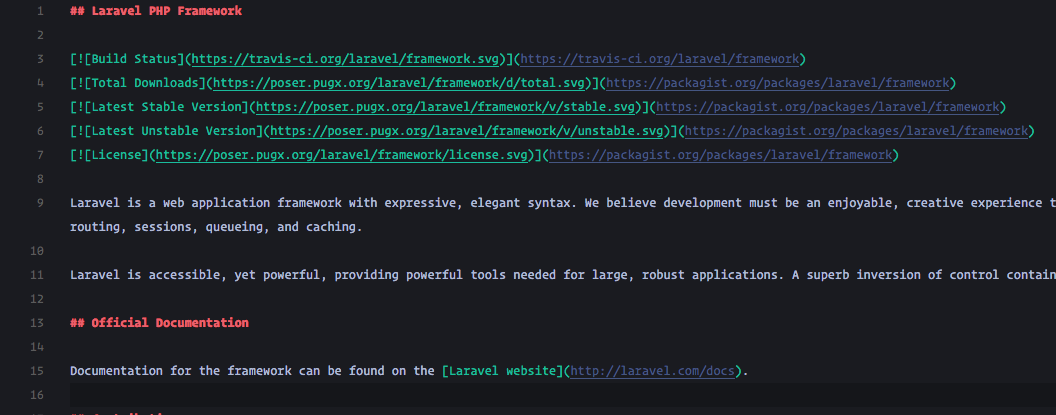 1 ## Laravel PHP Framework
2
3 [![Build Status](https://travis-ci.org/laravel/framework.svg)](https://travis-ci.org/laravel/framework)
4 [![Total Downloads](https://poser.pugx.org/laravel/framework/d/total.svg)](https://packagist.org/packages/laravel/framework)
5 [![Latest Stable Version](https://poser.pugx.org/laravel/framework/v/stable.svg)](https://packagist.org/packages/laravel/framework)
6 [![Latest Unstable Version](https://poser.pugx.org/laravel/framework/v/unstable.svg)](https://packagist.org/packages/laravel/framework)
7 [![License](https://poser.pugx.org/laravel/framework/license.svg)](https://packagist.org/packages/laravel/framework)
8
9 Laravel is a web application framework with expressive, elegant syntax. We believe development must be an enjoyable, creative experience t
routing, sessions, queueing, and caching.
10
11 Laravel is accessible, yet powerful, providing powerful tools needed for large, robust applications. A superb inversion of control contain
12
13 ## Official Documentation
14
15 Documentation for the framework can be found on the [Laravel website](http://laravel.com/docs).
16